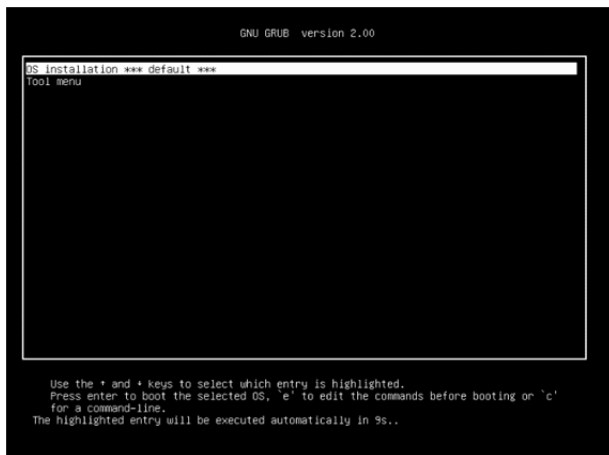 GNU GRUB version 2.00
OS installation *** default ***
Tool menu
Use the ↑ and ↓ keys to select which entry is highlighted.
Press enter to boot the selected OS, `e' to edit the commands before booting or `c'
for a command-line.
The highlighted entry will be executed automatically in 9s..